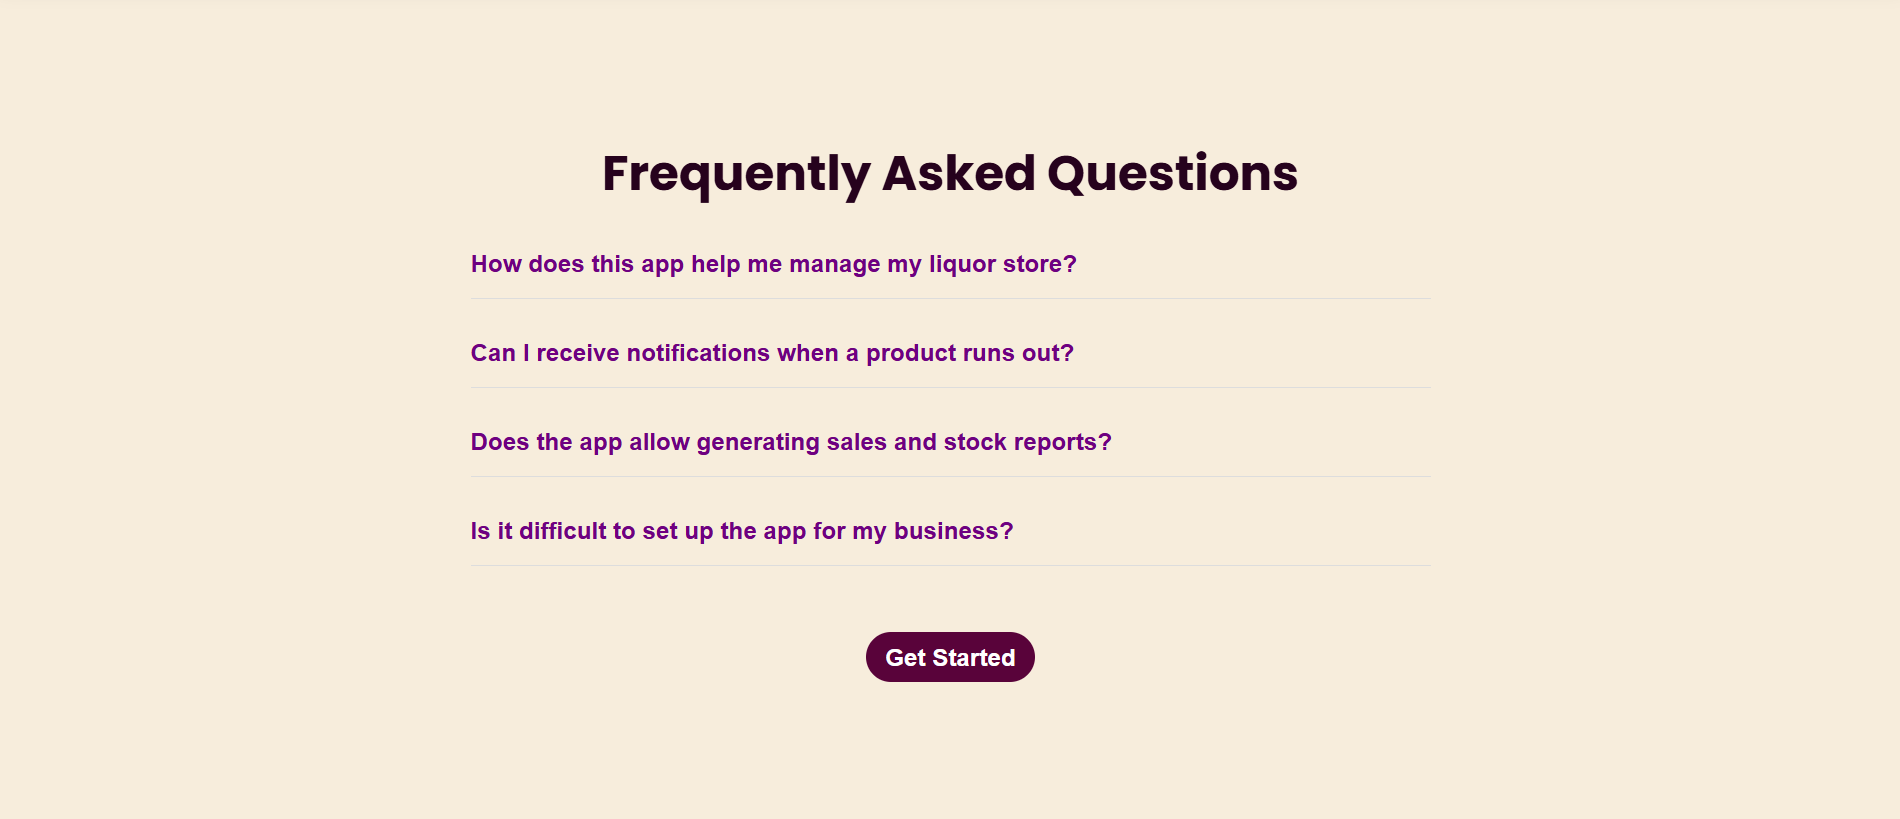 Frequently Asked Questions
How does this app help me manage my liquor store?
Can I receive notifications when a product runs out?
Does the app allow generating sales and stock reports?
Is it difficult to set up the app for my business?
Get Started